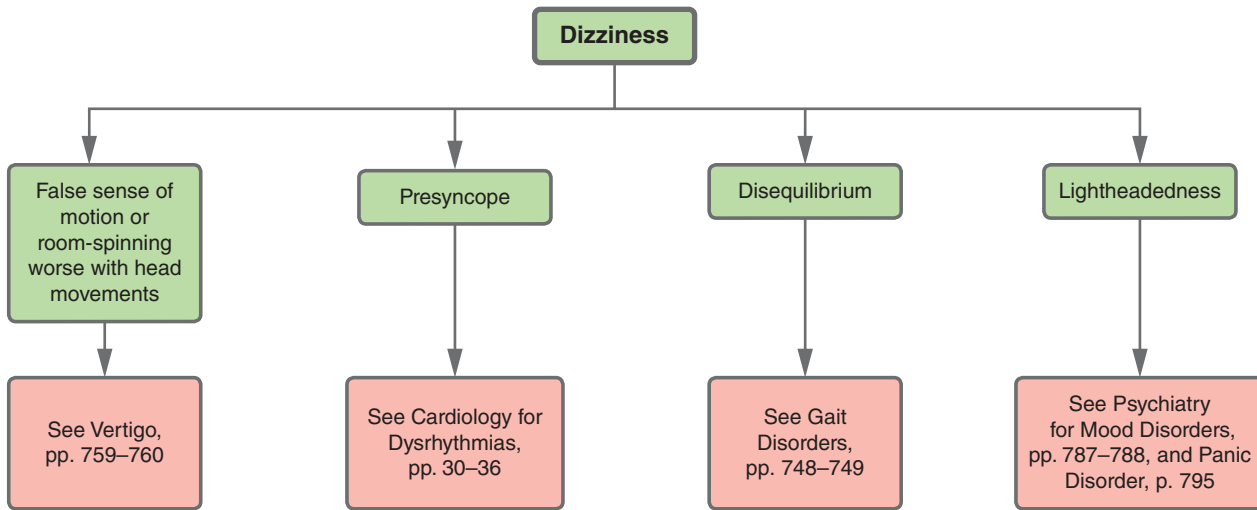 Dizziness
False sense of
motion or
room-spinning
worse with head
movements
Presyncope
Disequilibrium
Lightheadedness
See Vertigo,
pp. 759–760
See Cardiology for
Dysrhythmias,
pp. 30–36
See Gait
Disorders,
pp. 748–749
See Psychiatry
for Mood Disorders,
pp. 787–788, and Panic
Disorder, p. 795